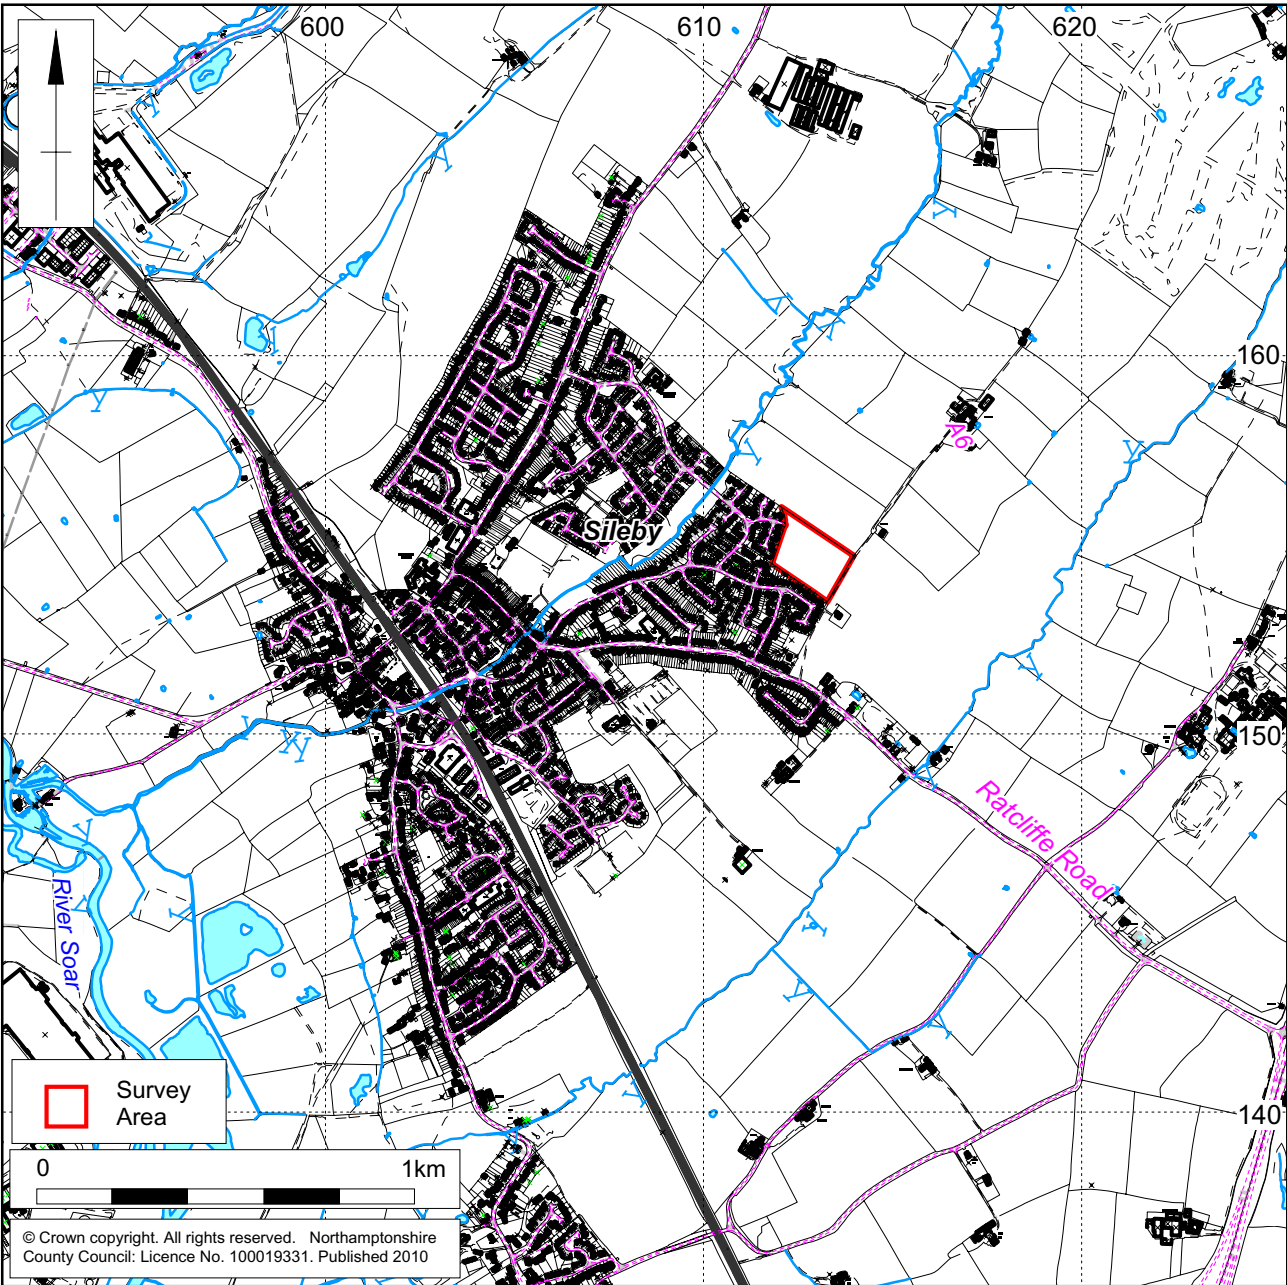 600
610
620
160
A6
Sileby
150
Ratcliffe Road
River Soar
Survey
Area
140
0
1km
© Crown copyright. All rights reserved. Northamptonshire
County Council: Licence No. 100019331. Published 2010